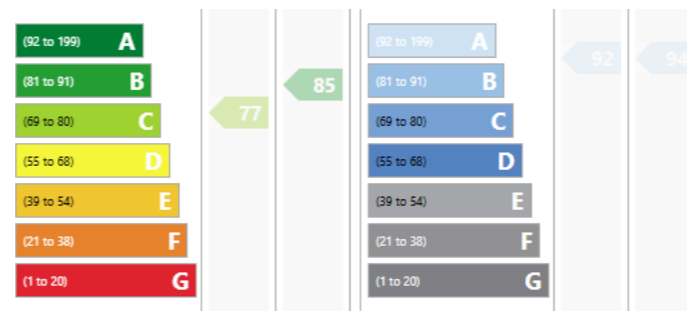 (92 to 199) A
(81 to 91) B
(69 to 80) C
(55 to 68) D
(39 to 54) E
(21 to 38) F
(1 to 20) G
77
85
(92 to 199) A
(81 to 91) B
(69 to 80) C
(55 to 68) D
(39 to 54) E
(21 to 38) F
(1 to 20) G
92
94